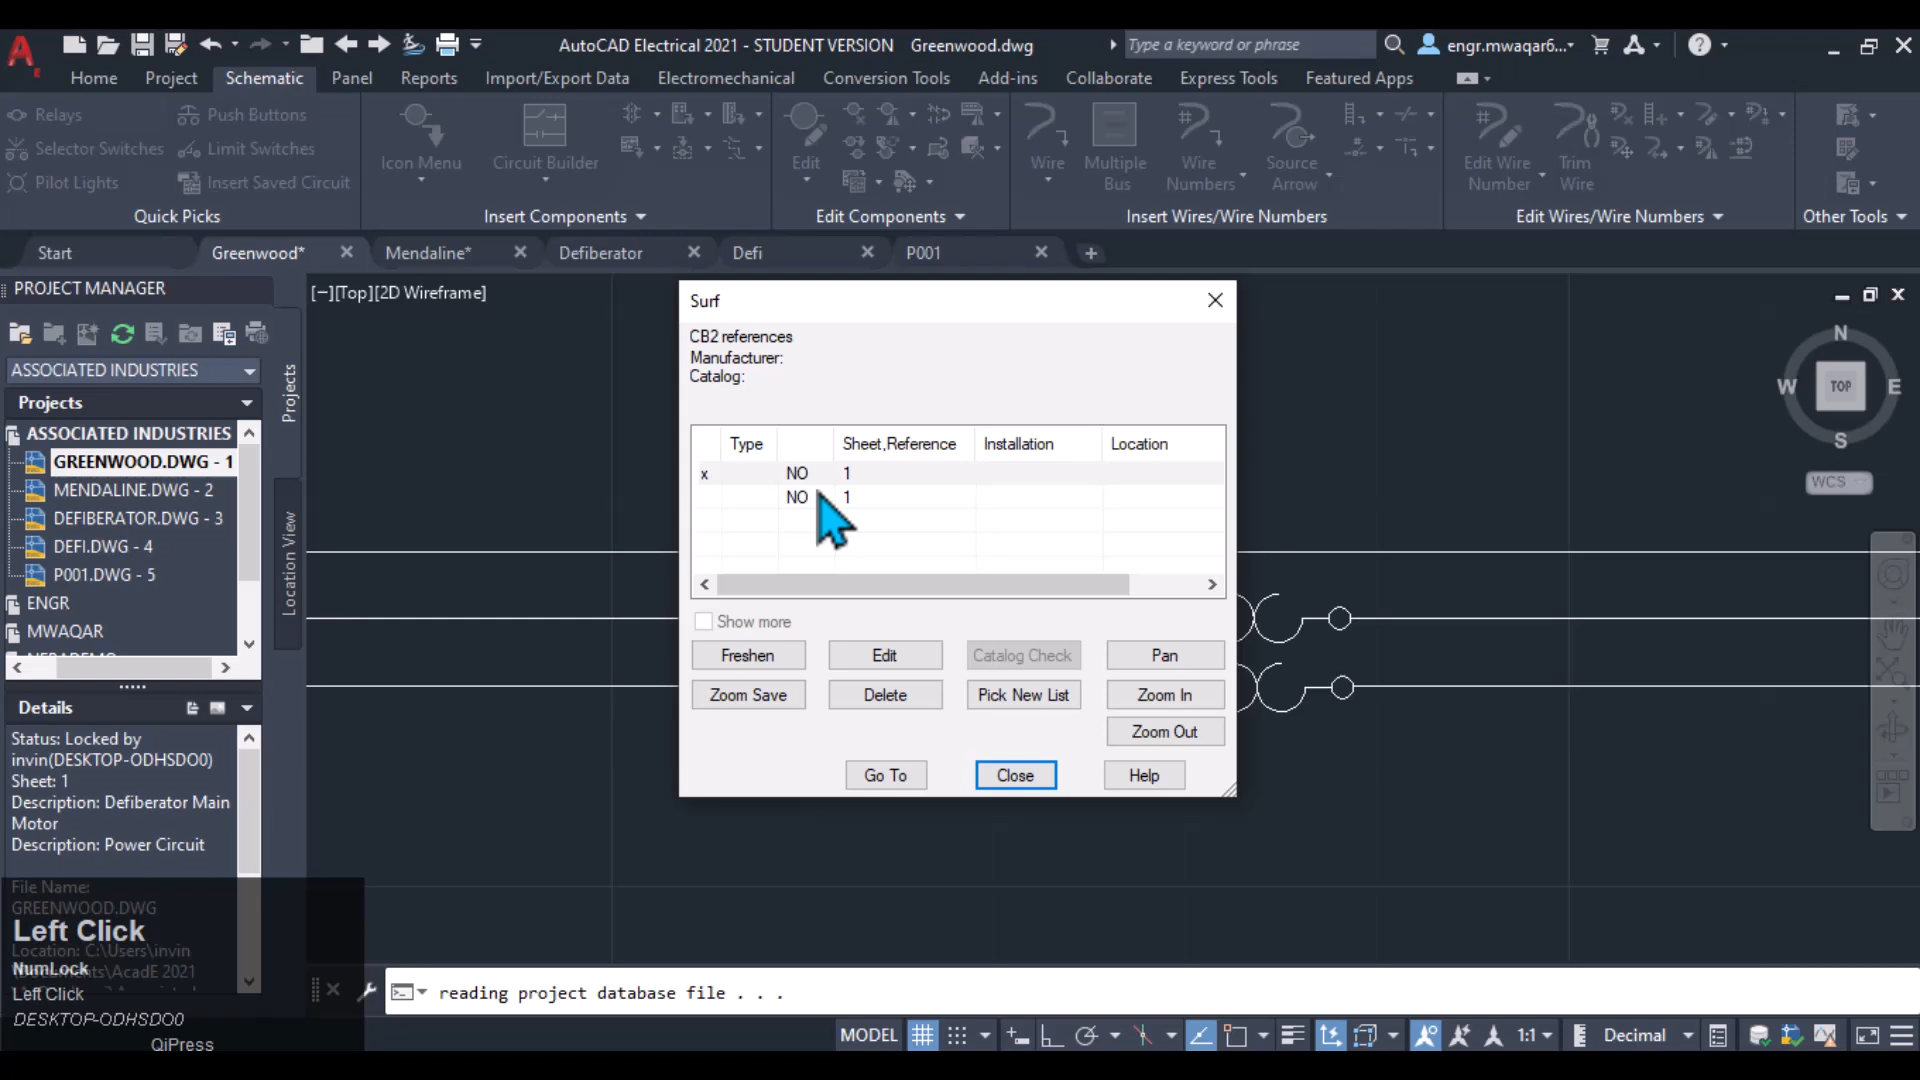 AutoCAD Electrical 2021 - STUDENT VERSION Greenwood.dwg
Type a keyword or phrase
engr.mwaqar6...
Home Project Schematic Panel Reports Import/Export Data Electromechanical Conversion Tools Add-ins Collaborate Express Tools Featured Apps
Relays Push Buttons
Selector Switches Limit Switches
Pilot Lights Insert Saved Circuit
Quick Picks
Icon Menu Circuit Builder
Insert Components
Edit
Edit Components
Wire Multiple Bus Wire Numbers Source Arrow
Insert Wires/Wire Numbers
Edit Wire Number Trim Wire
Edit Wires/Wire Numbers
Other Tools
Start Greenwood* Mendaline* Defiberator Defi P001
PROJECT MANAGER
[−][Top][2D Wireframe]
ASSOCIATED INDUSTRIES
Projects
ASSOCIATED INDUSTRIES
GREENWOOD.DWG - 1
MENDALINE.DWG - 2
DEFIBERATOR.DWG - 3
DEFI.DWG - 4
P001.DWG - 5
ENGR
MWAQAR
Projects
Location View
Details
Status: Locked by
invin(DESKTOP-ODHSDO0)
Sheet: 1
Description: Defiberator Main
Motor
Description: Power Circuit
File Name:
GREENWOOD.DWG
Location: C:\Users\invin
\Documents\AcadE 2021
Left Click
NumLock
Left Click
DESKTOP-ODHSDO0
QiPress
Surf
CB2 references
Manufacturer:
Catalog:
Type Sheet,Reference Installation Location
x NO 1
NO 1
Show more
Freshen Edit Catalog Check Pan
Zoom Save Delete Pick New List Zoom In
Zoom Out
Go To Close Help
N
W TOP E
S
WCS
reading project database file . . .
MODEL 1:1 Decimal